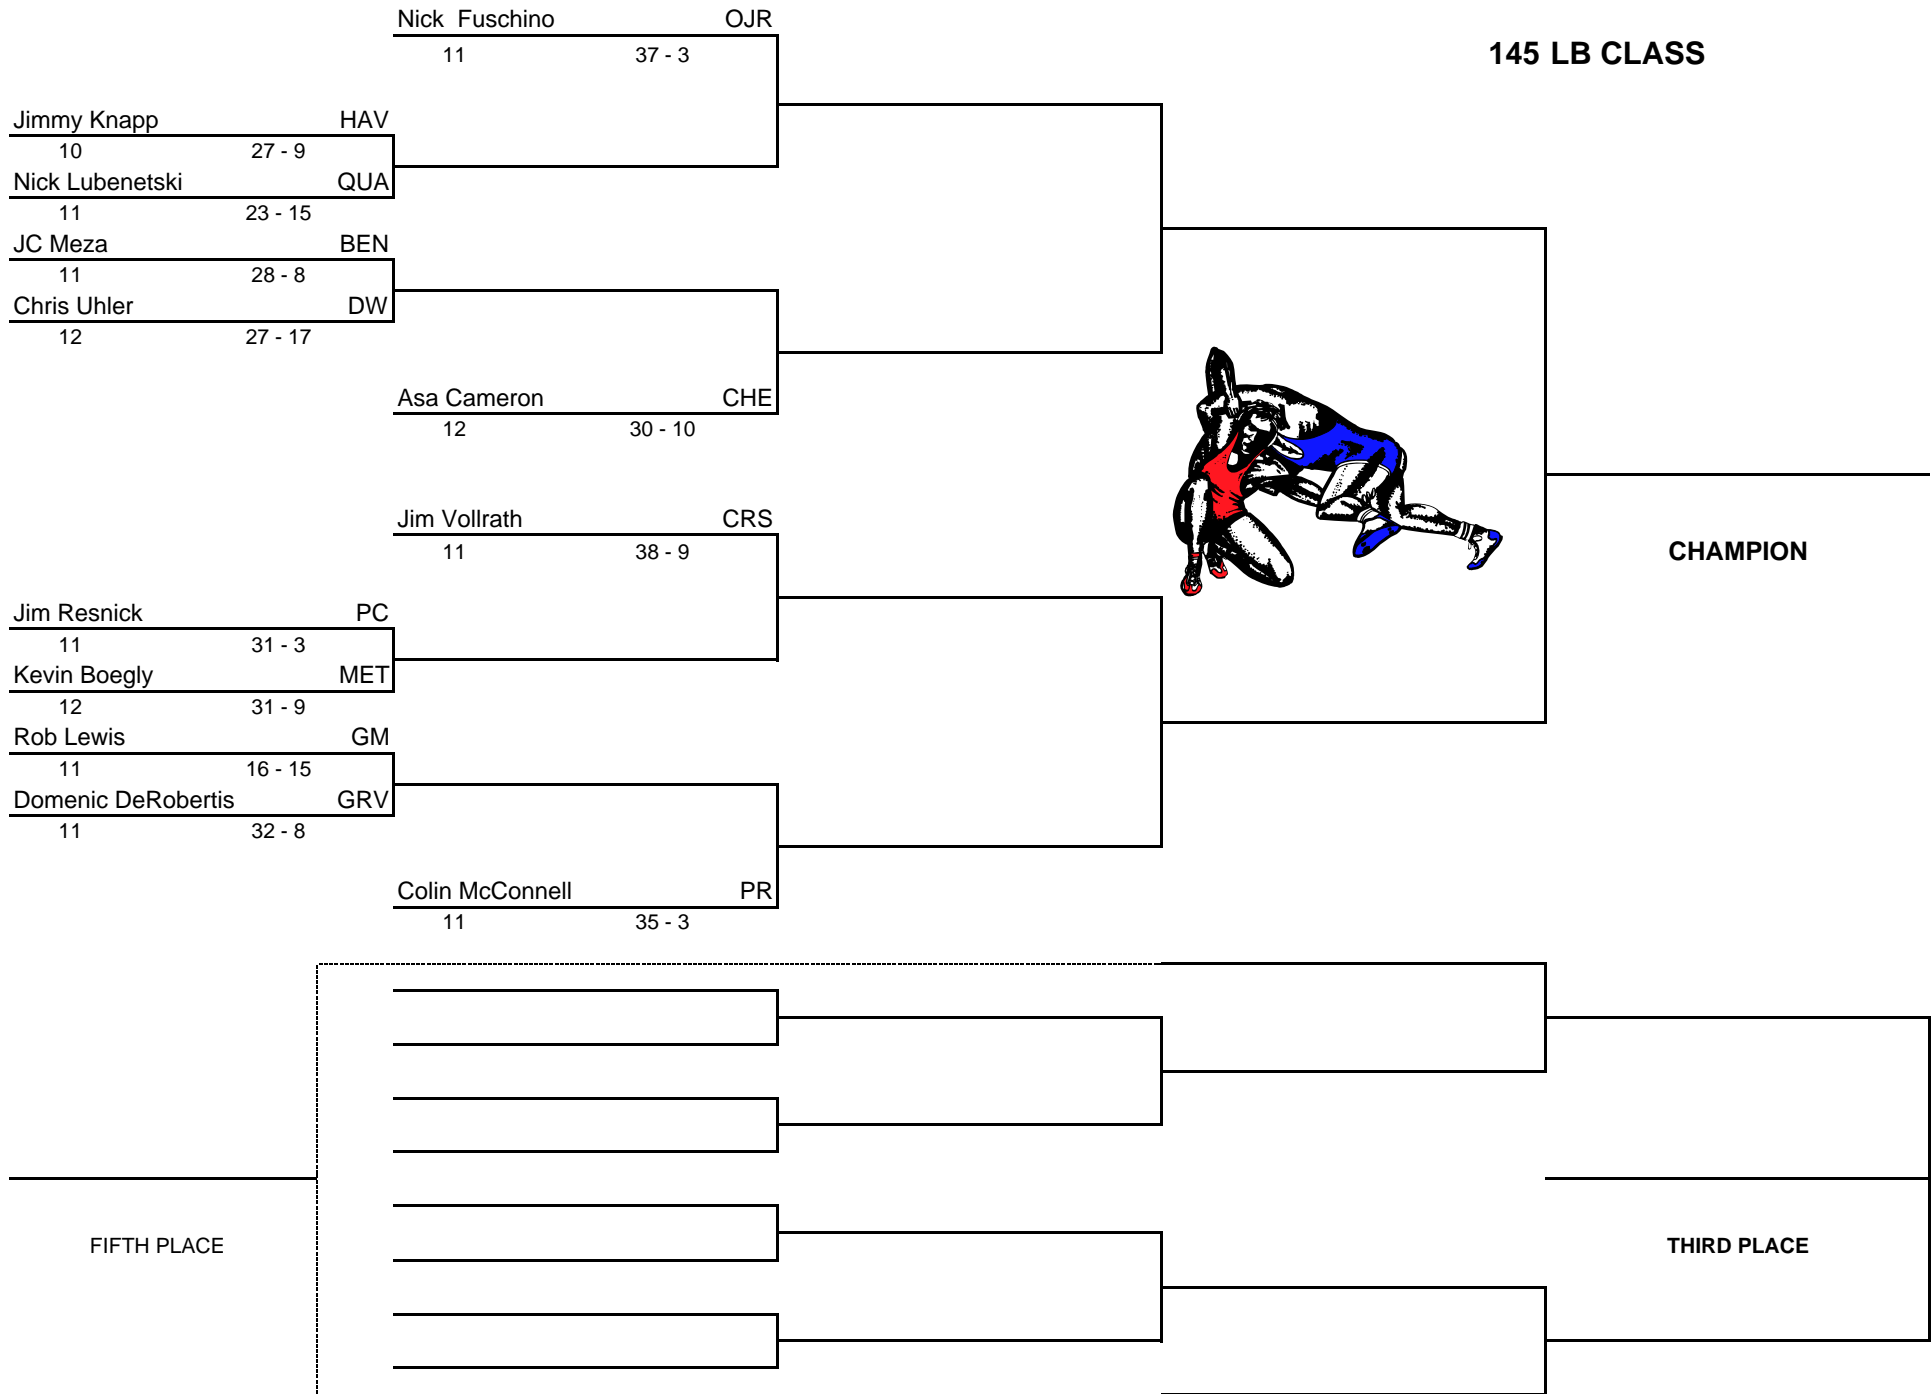 Nick  Fuschino OJR
11 37 - 3
145 LB CLASS
Jimmy Knapp HAV
10 27 - 9
Nick Lubenetski QUA
11 23 - 15
JC Meza BEN
11 28 - 8
Chris Uhler DW
12 27 - 17
Asa Cameron CHE
12 30 - 10
Jim Vollrath CRS
11 38 - 9
CHAMPION
Jim Resnick PC
11 31 - 3
Kevin Boegly MET
12 31 - 9
Rob Lewis GM
11 16 - 15
Domenic DeRobertis GRV
11 32 - 8
Colin McConnell PR
11 35 - 3
FIFTH PLACE
THIRD PLACE